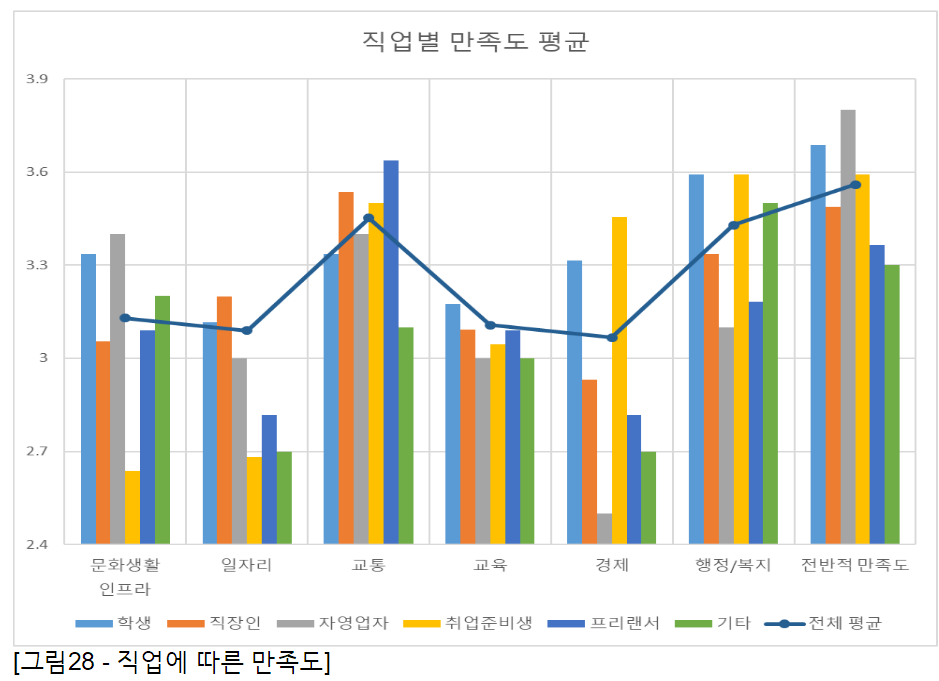 직업별 만족도 평균
3.9
3.6
3.3
3
2.7
2.4
문화생활
인프라
일자리
교통
교육
경제
행정/복지
전반적 만족도
학생
직장인
자영업자
취업준비생
프리랜서
기타
전체 평균
[그림28 - 직업에 따른 만족도]